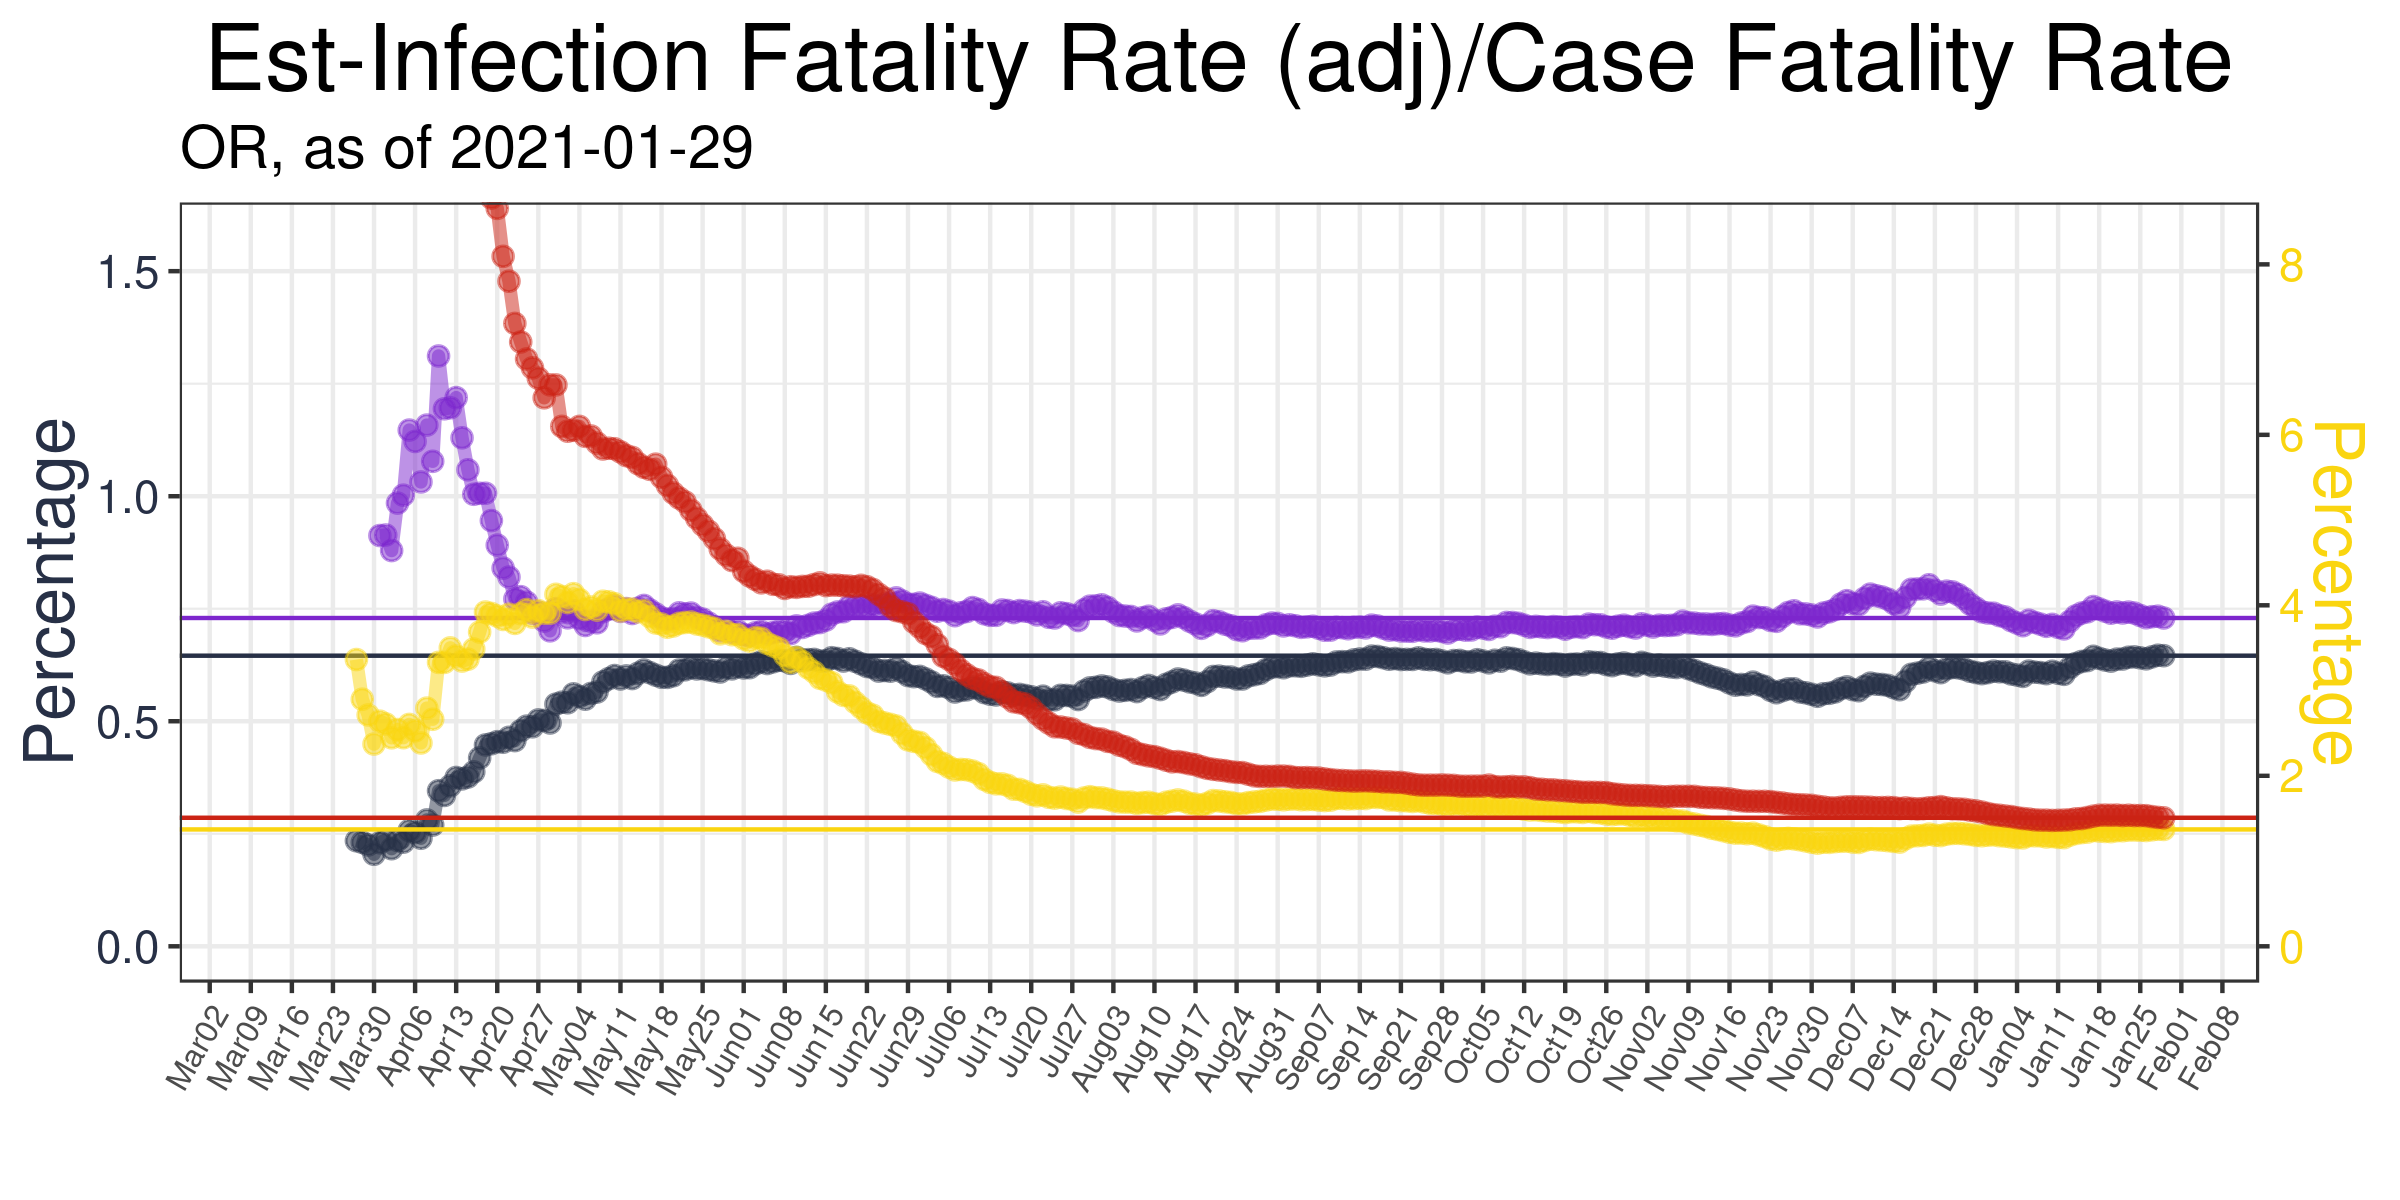 Est-Infection Fatality Rate (adj)/Case Fatality Rate
OR, as of 2021-01-29
Percentage
1.5
1.0
0.5
0.0
8
6
4
2
0
Percentage
Mar02
Mar09
Mar16
Mar23
Mar30
Apr06
Apr13
Apr20
Apr27
May04
May11
May18
May25
Jun01
Jun08
Jun15
Jun22
Jun29
Jul06
Jul13
Jul20
Jul27
Aug03
Aug10
Aug17
Aug24
Aug31
Sep07
Sep14
Sep21
Sep28
Oct05
Oct12
Oct19
Oct26
Nov02
Nov09
Nov16
Nov23
Nov30
Dec07
Dec14
Dec21
Dec28
Jan04
Jan11
Jan18
Jan25
Feb01
Feb08